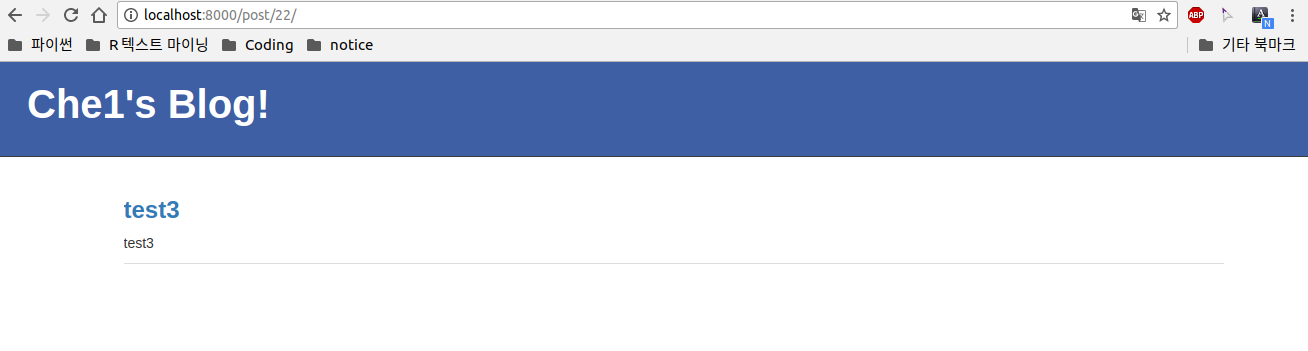 localhost:8000/post/22/
ABP
A
N
파이썬 R 텍스트 마이닝 Coding notice 기타 북마크
Che1's Blog!
test3
test3